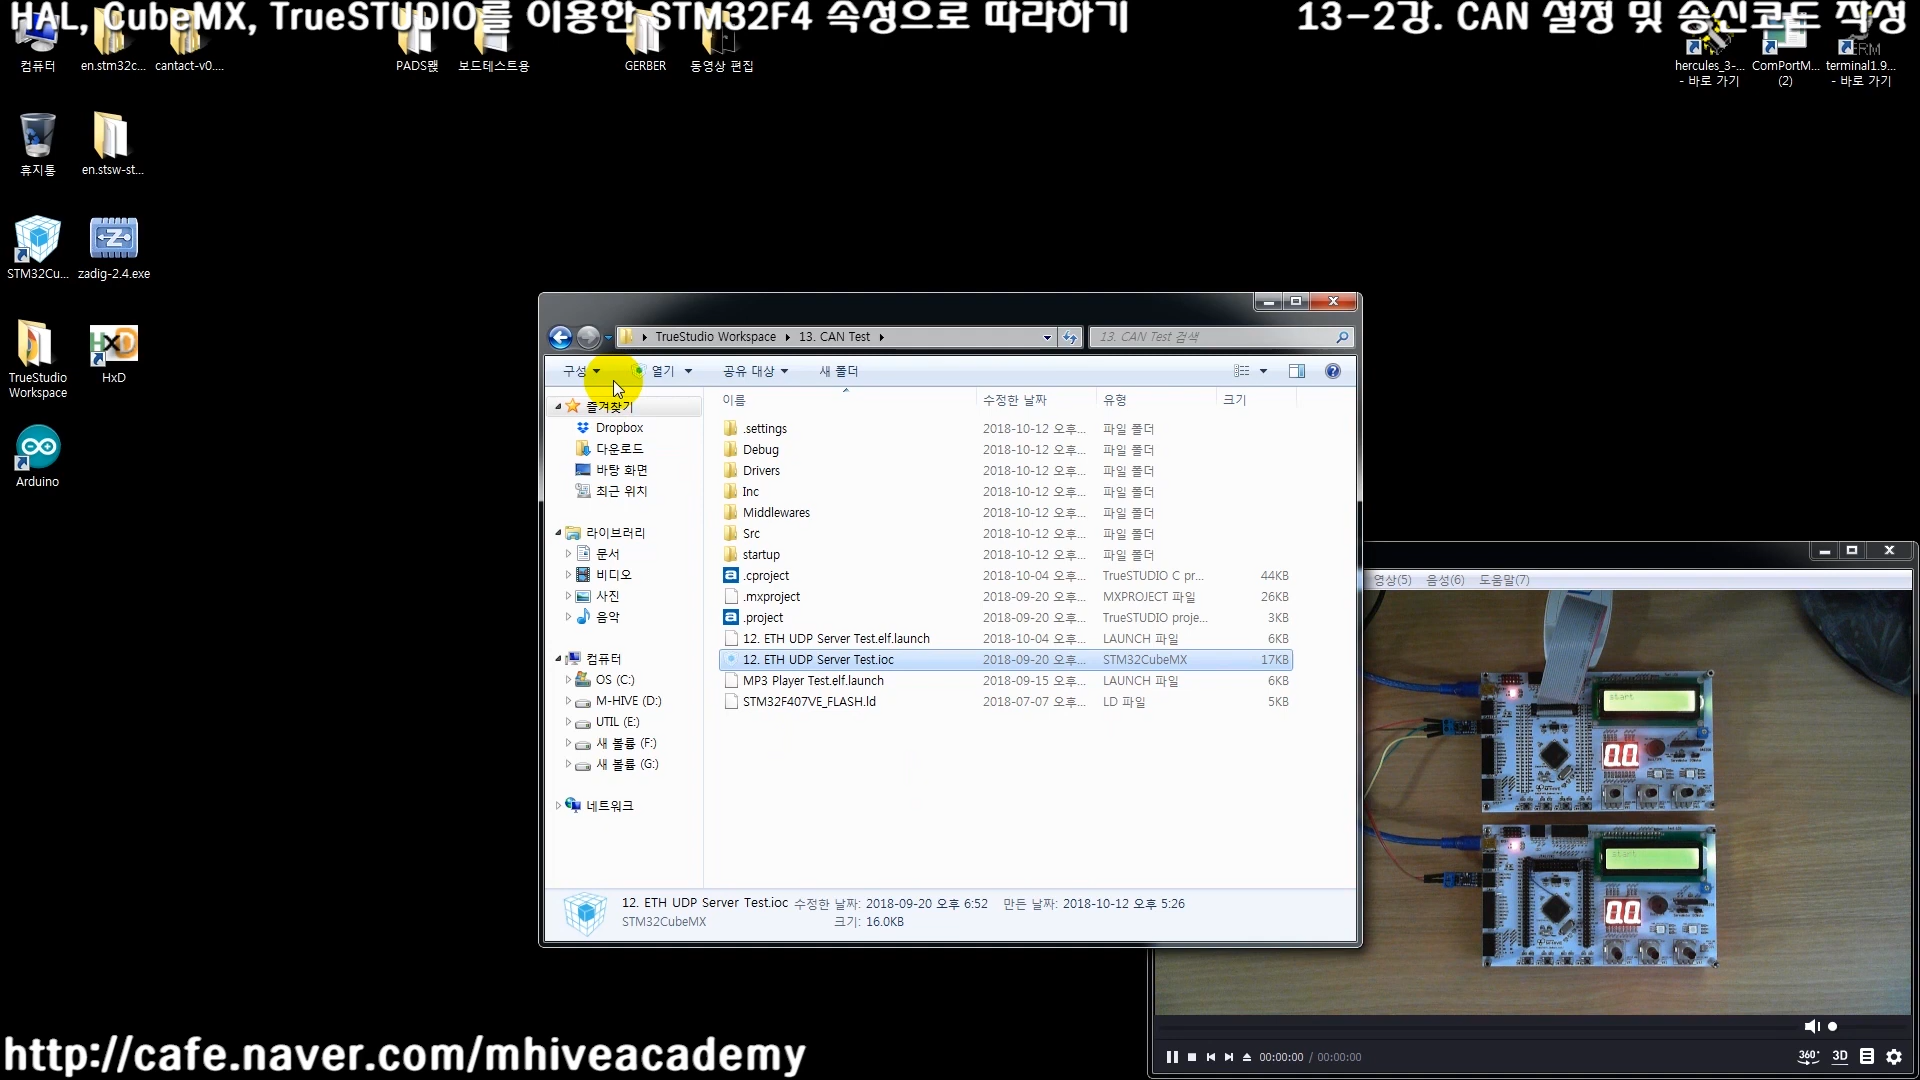 HAL, CubeMX, TrueSTUDIO를 이용한 STM32F4 속성으로 따라하기
13-2강. CAN 설정 및 송신코드 작성
컴퓨터
en.stm32c...
cantact-v0....
PADS왮
보드테스트용
GERBER
동영상 편집
hercules_3-...
- 바로 가기
ComPortM...
(2)
terminal1.9...
- 바로 가기
휴지통
en.stsw-st...
STM32Cu...
zadig-2.4.exe
TrueStudio
Workspace
HxD
Arduino
TrueStudio Workspace
13. CAN Test
13. CAN Test 검색
구성
열기
공유 대상
새 폴더
즐겨찾기
Dropbox
다운로드
바탕 화면
최근 위치
라이브러리
문서
비디오
사진
음악
컴퓨터
OS (C:)
M-HIVE (D:)
UTIL (E:)
새 볼륨 (F:)
새 볼륨 (G:)
네트워크
이름 수정한 날짜 유형 크기
.settings 2018-10-12 오후... 파일 폴더
Debug 2018-10-12 오후... 파일 폴더
Drivers 2018-10-12 오후... 파일 폴더
Inc 2018-10-12 오후... 파일 폴더
Middlewares 2018-10-12 오후... 파일 폴더
Src 2018-10-12 오후... 파일 폴더
startup 2018-10-12 오후... 파일 폴더
.cproject 2018-10-04 오후... TrueSTUDIO C pr... 44KB
.mxproject 2018-09-20 오후... MXPROJECT 파일 26KB
.project 2018-09-20 오후... TrueSTUDIO proje... 3KB
12. ETH UDP Server Test.elf.launch 2018-10-04 오후... LAUNCH 파일 6KB
12. ETH UDP Server Test.ioc 2018-09-20 오후... STM32CubeMX 17KB
MP3 Player Test.elf.launch 2018-09-15 오후... LAUNCH 파일 6KB
STM32F407VE_FLASH.ld 2018-07-07 오후... LD 파일 5KB
12. ETH UDP Server Test.ioc 수정한 날짜: 2018-09-20 오후 6:52 만든 날짜: 2018-10-12 오후 5:26
STM32CubeMX 크기: 16.0KB
영상(5) 음성(6) 도움말(7)
start
00
start
00
00:00:00 / 00:00:00
360°
3D
http://cafe.naver.com/mhiveacademy